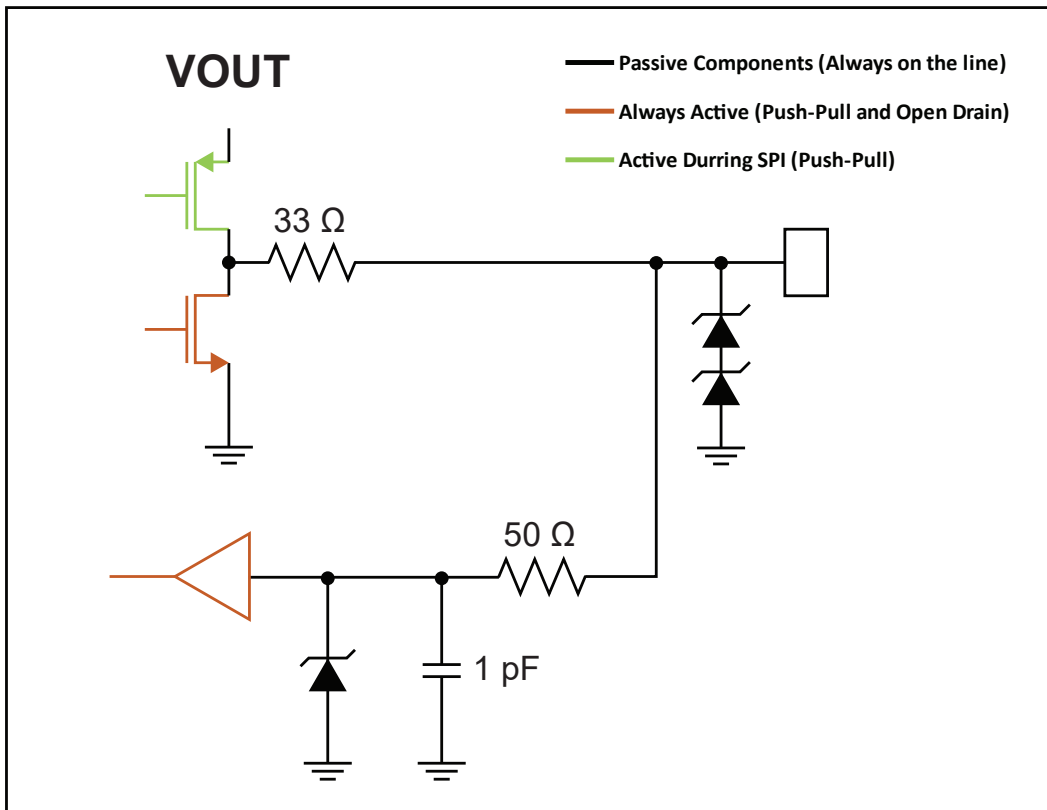 VOUT
Passive Components (Always on the line)
Always Active (Push-Pull and Open Drain)
Active Durring SPI (Push-Pull)
33 Ω
50 Ω
1 pF